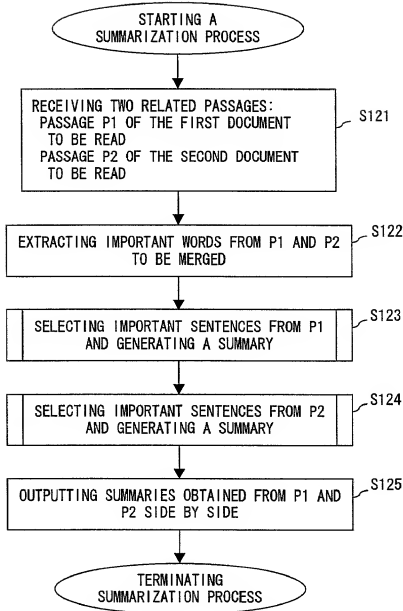 STARTING A
SUMMARIZATION PROCESS
RECEIVING TWO RELATED PASSAGES:
PASSAGE P1 OF THE FIRST DOCUMENT
TO BE READ
PASSAGE P2 OF THE SECOND DOCUMENT
TO BE READ
S121
EXTRACTING IMPORTANT WORDS FROM P1 AND P2
TO BE MERGED
S122
SELECTING IMPORTANT SENTENCES FROM P1
AND GENERATING A SUMMARY
S123
SELECTING IMPORTANT SENTENCES FROM P2
AND GENERATING A SUMMARY
S124
OUTPUTTING SUMMARIES OBTAINED FROM P1 AND
P2 SIDE BY SIDE
S125
TERMINATING
SUMMARIZATION PROCESS